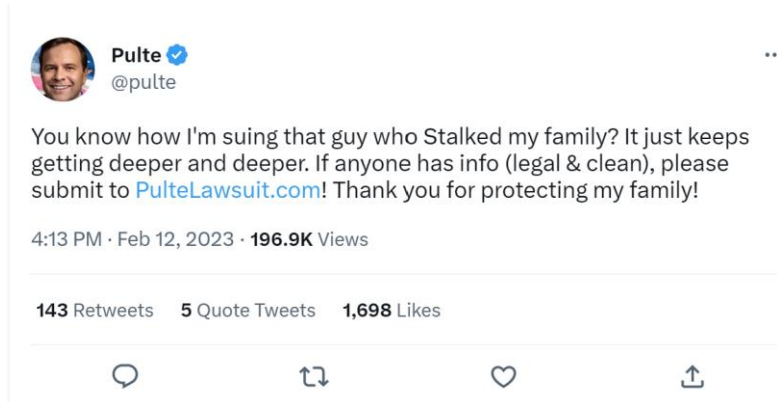 Pulte
@pulte
You know how I'm suing that guy who Stalked my family? It just keeps
getting deeper and deeper. If anyone has info (legal & clean), please
submit to PulteLawsuit.com! Thank you for protecting my family!
4:13 PM · Feb 12, 2023 · 196.9K Views
143 Retweets 5 Quote Tweets 1,698 Likes